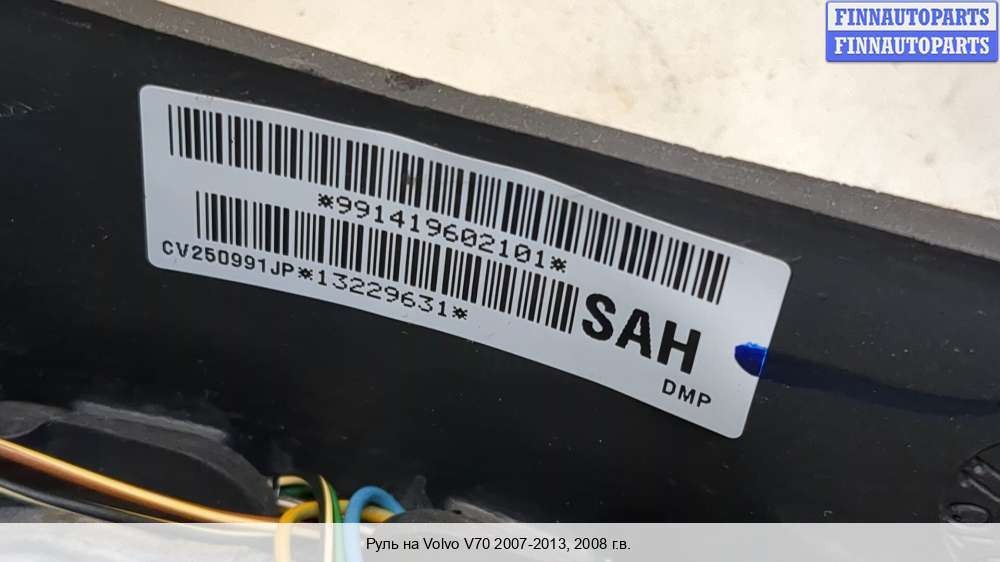 FINNAUTOPARTS
FINNAUTOPARTS
*991419602101*
CV250991JP*13229631*
SAH
DMP
Руль на Volvo V70 2007-2013, 2008 г.в.